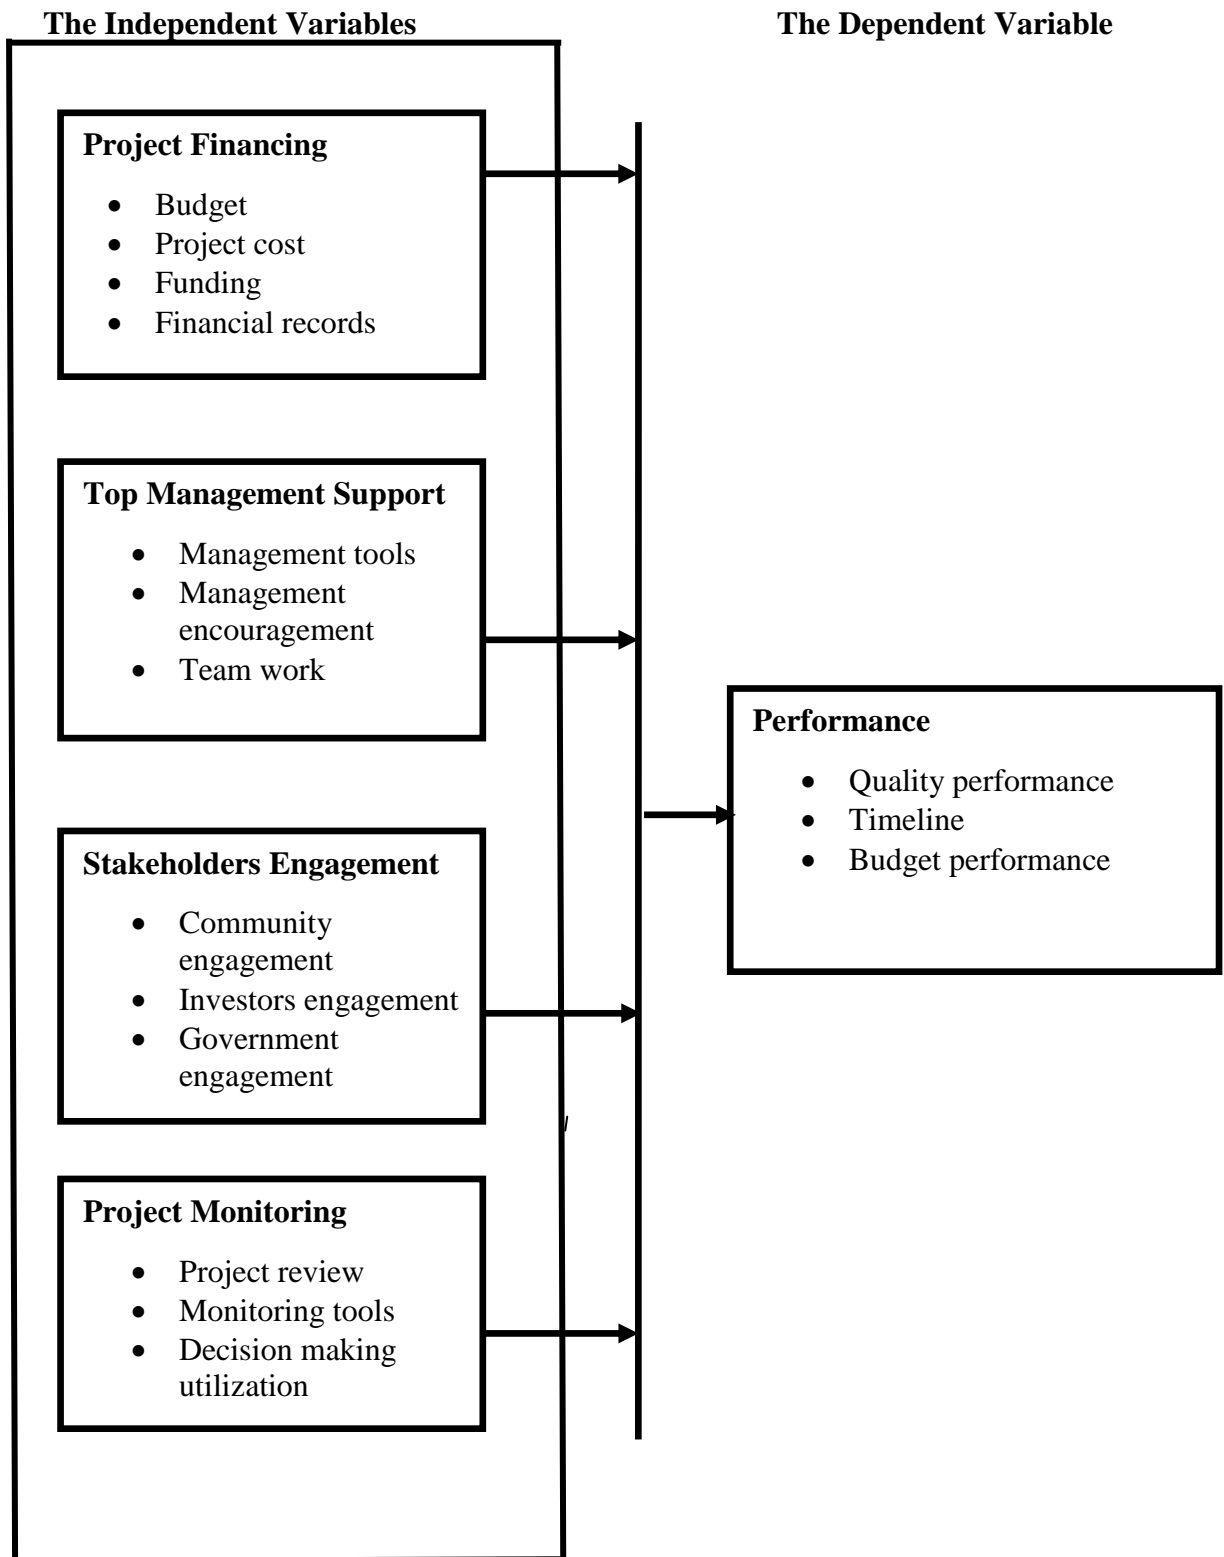 The Independent Variables
The Dependent Variable
Project Financing
• Budget
• Project cost
• Funding
• Financial records
Top Management Support
• Management tools
• Management
encouragement
• Team work
Stakeholders Engagement
• Community
engagement
• Investors engagement
• Government
engagement
Project Monitoring
• Project review
• Monitoring tools
• Decision making
utilization
Performance
• Quality performance
• Timeline
• Budget performance